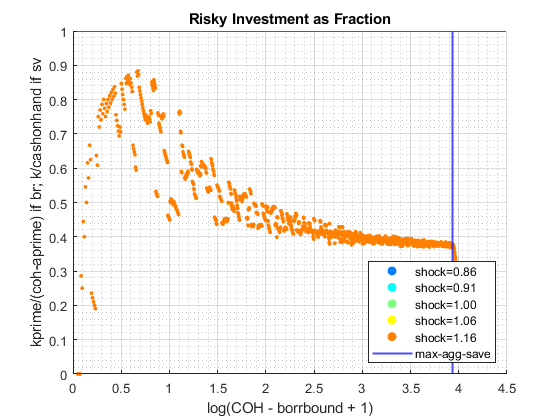 Risky Investment as Fraction
kprime/(coh-aprime) if br; k/cashonhand if sv
1
0.9
0.8
0.7
0.6
0.5
0.4
0.3
0.2
0.1
0
shock=0.86
shock=0.91
shock=1.00
shock=1.06
shock=1.16
max-agg-save
0 0.5 1 1.5 2 2.5 3 3.5 4 4.5
log(COH - borrbound + 1)